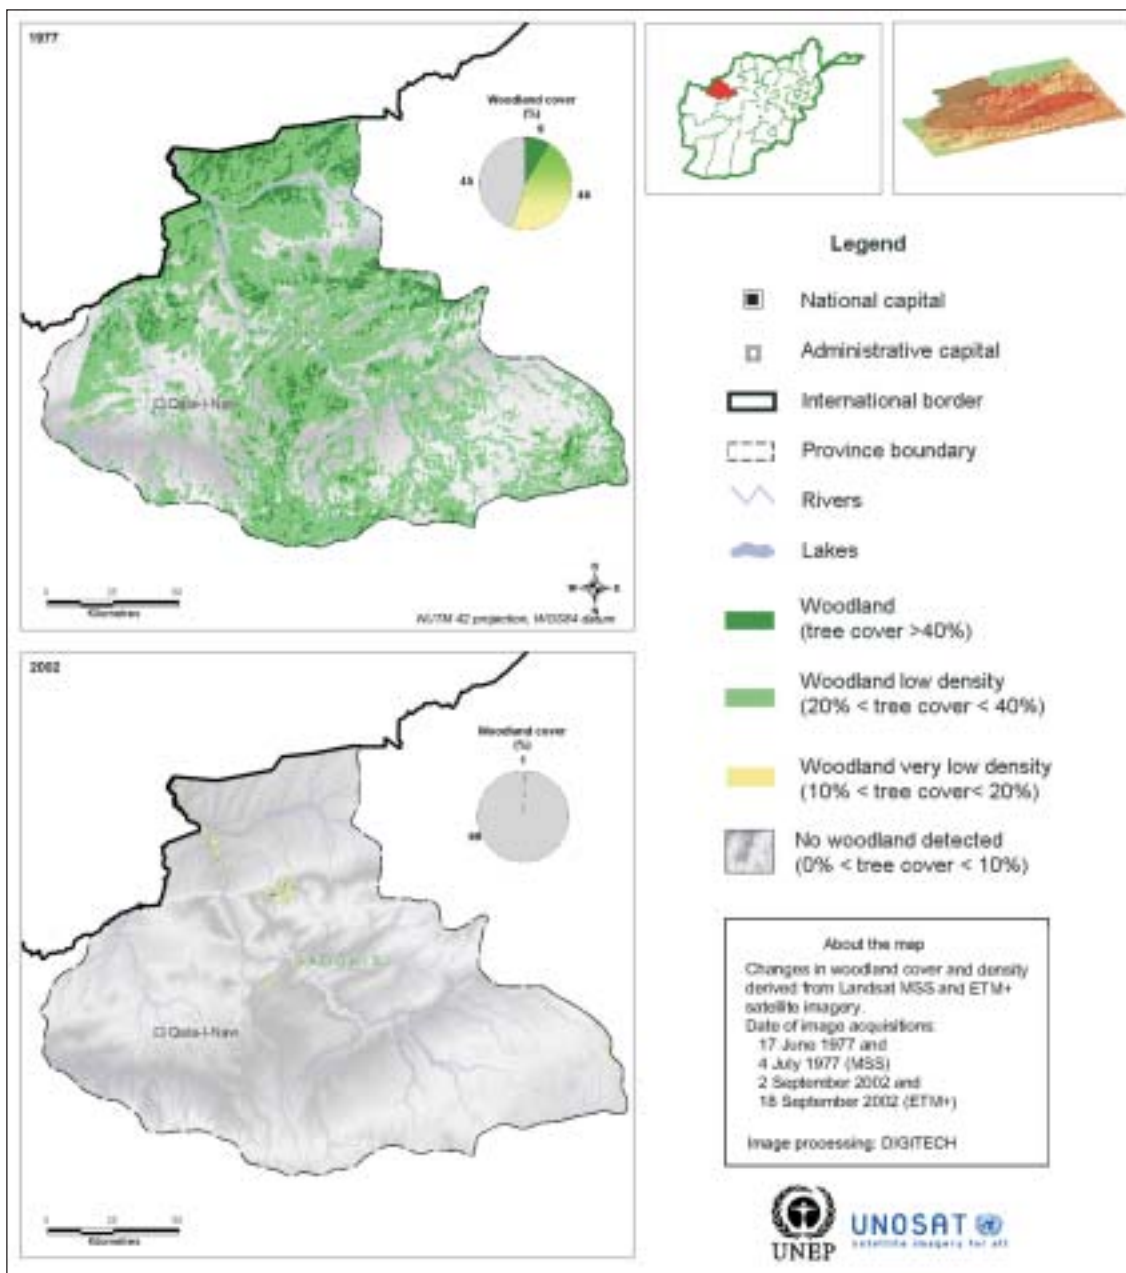 1977
Woodland cover
(%)
9
45
46
Qala-I-Naw
Kilometres
N
W E
N
WUTM 42 projection, WGS84 datum
2002
Woodland cover
(%)
1
99
Qala-I-Naw
Kilometres
Legend
National capital
Administrative capital
International border
Province boundary
Rivers
Lakes
Woodland
(tree cover >40%)
Woodland low density
(20% < tree cover < 40%)
Woodland very low density
(10% < tree cover< 20%)
No woodland detected
(0% < tree cover < 10%)
About the map
Changes in woodland cover and density
derived from Landsat MSS and ETM+
satellite imagery.
Date of image acquisitions:
17 June 1977 and
4 July 1977 (MSS)
2 September 2002 and
18 September 2002 (ETM+)
Image processing: DIGITECH
UNEP
UNOSAT
satellite imagery for all